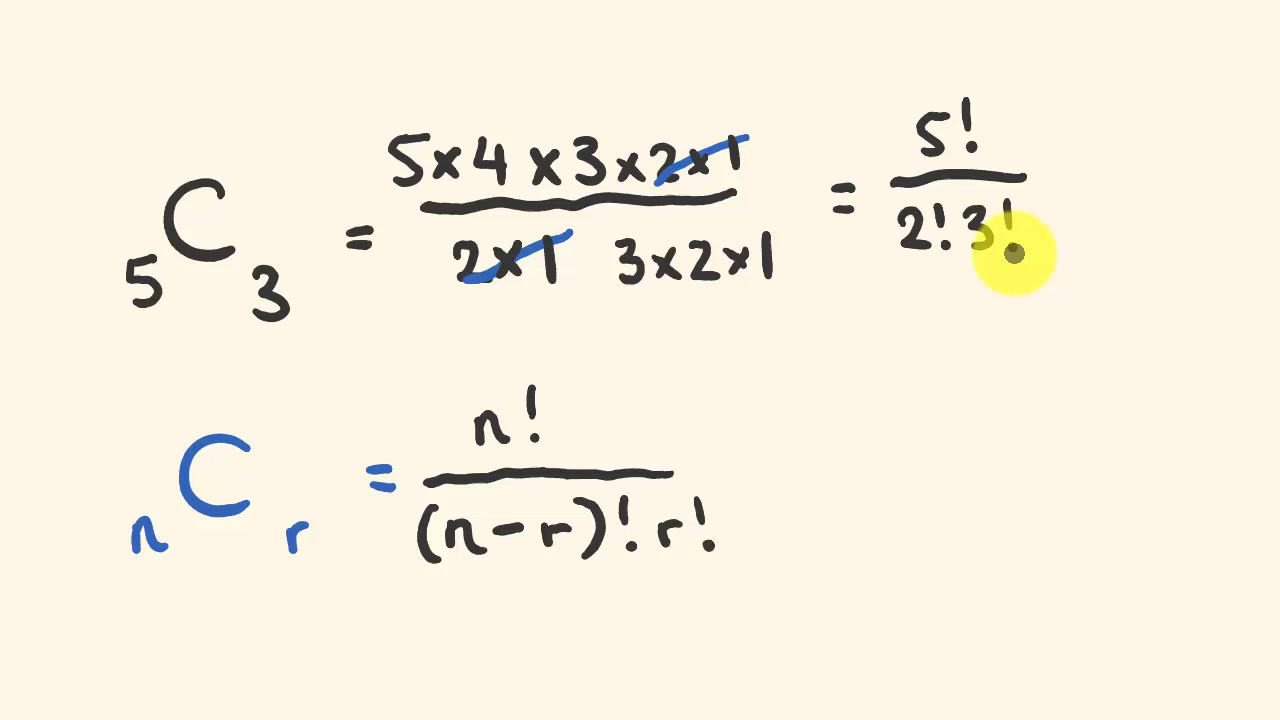 ₅C₃ = 5×4×3×2×1 / 2×1 3×2×1 = 5! / 2!3!
nCr = n! / (n-r)!r!